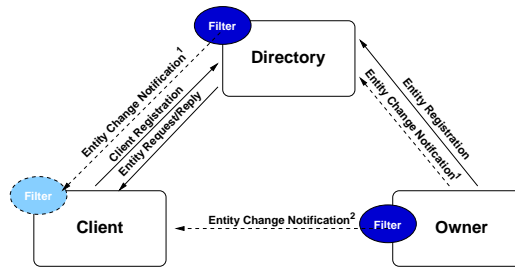 Filter
Directory
Entity Change Notification1
Client Registration
Entity Request/Reply
Entity Registration
Entity Change Notifcation1
Filter
Client
Entity Change Notification2
Filter
Owner